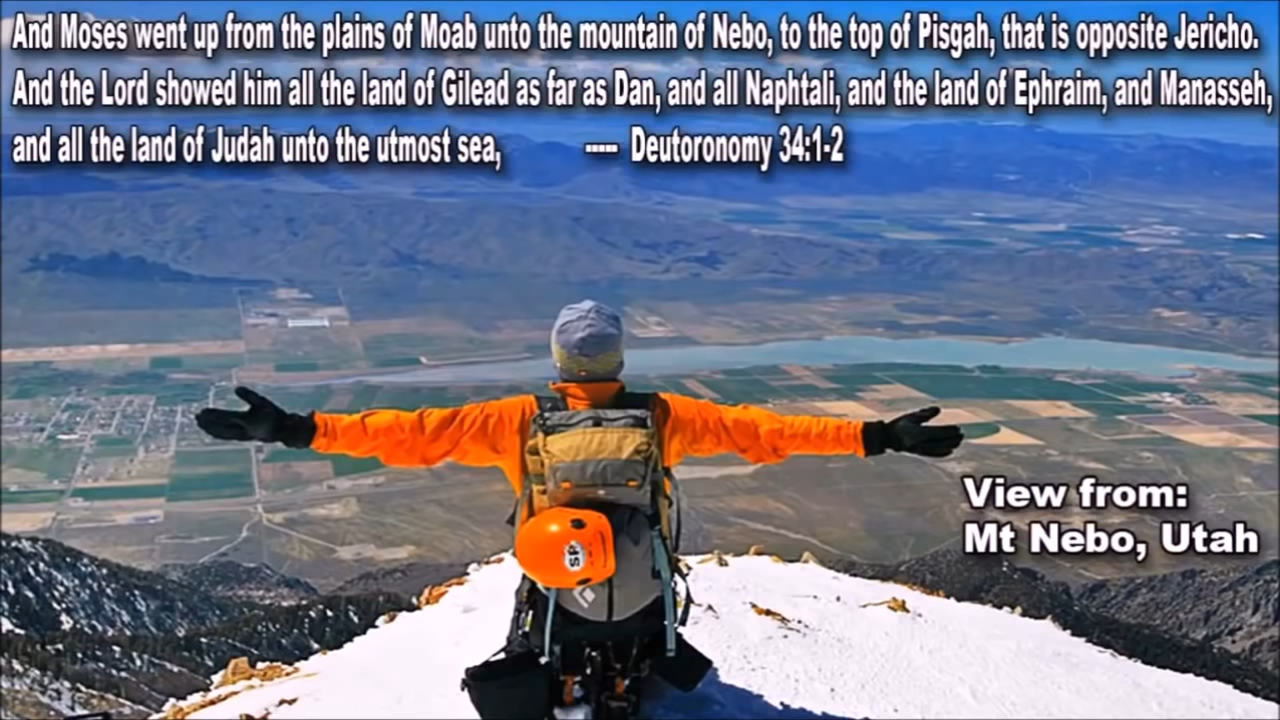 And Moses went up from the plains of Moab unto the mountain of Nebo, to the top of Pisgah, that is opposite Jericho.
And the Lord showed him all the land of Gilead as far as Dan, and all Naphtali, and the land of Ephraim, and Manasseh,
and all the land of Judah unto the utmost sea, ----- Deutoronomy 34:1-2
View from:
Mt Nebo, Utah